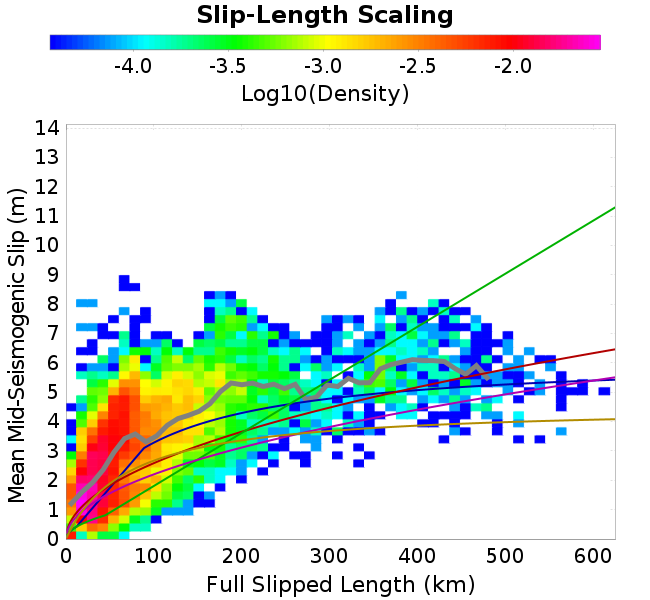 Slip-Length Scaling
-4.0 -3.5 -3.0 -2.5 -2.0
Log10(Density)
Mean Mid-Seismogenic Slip (m)
14
13
12
11
10
9
8
7
6
5
4
3
2
1
0
0 100 200 300 400 500 600
Full Slipped Length (km)